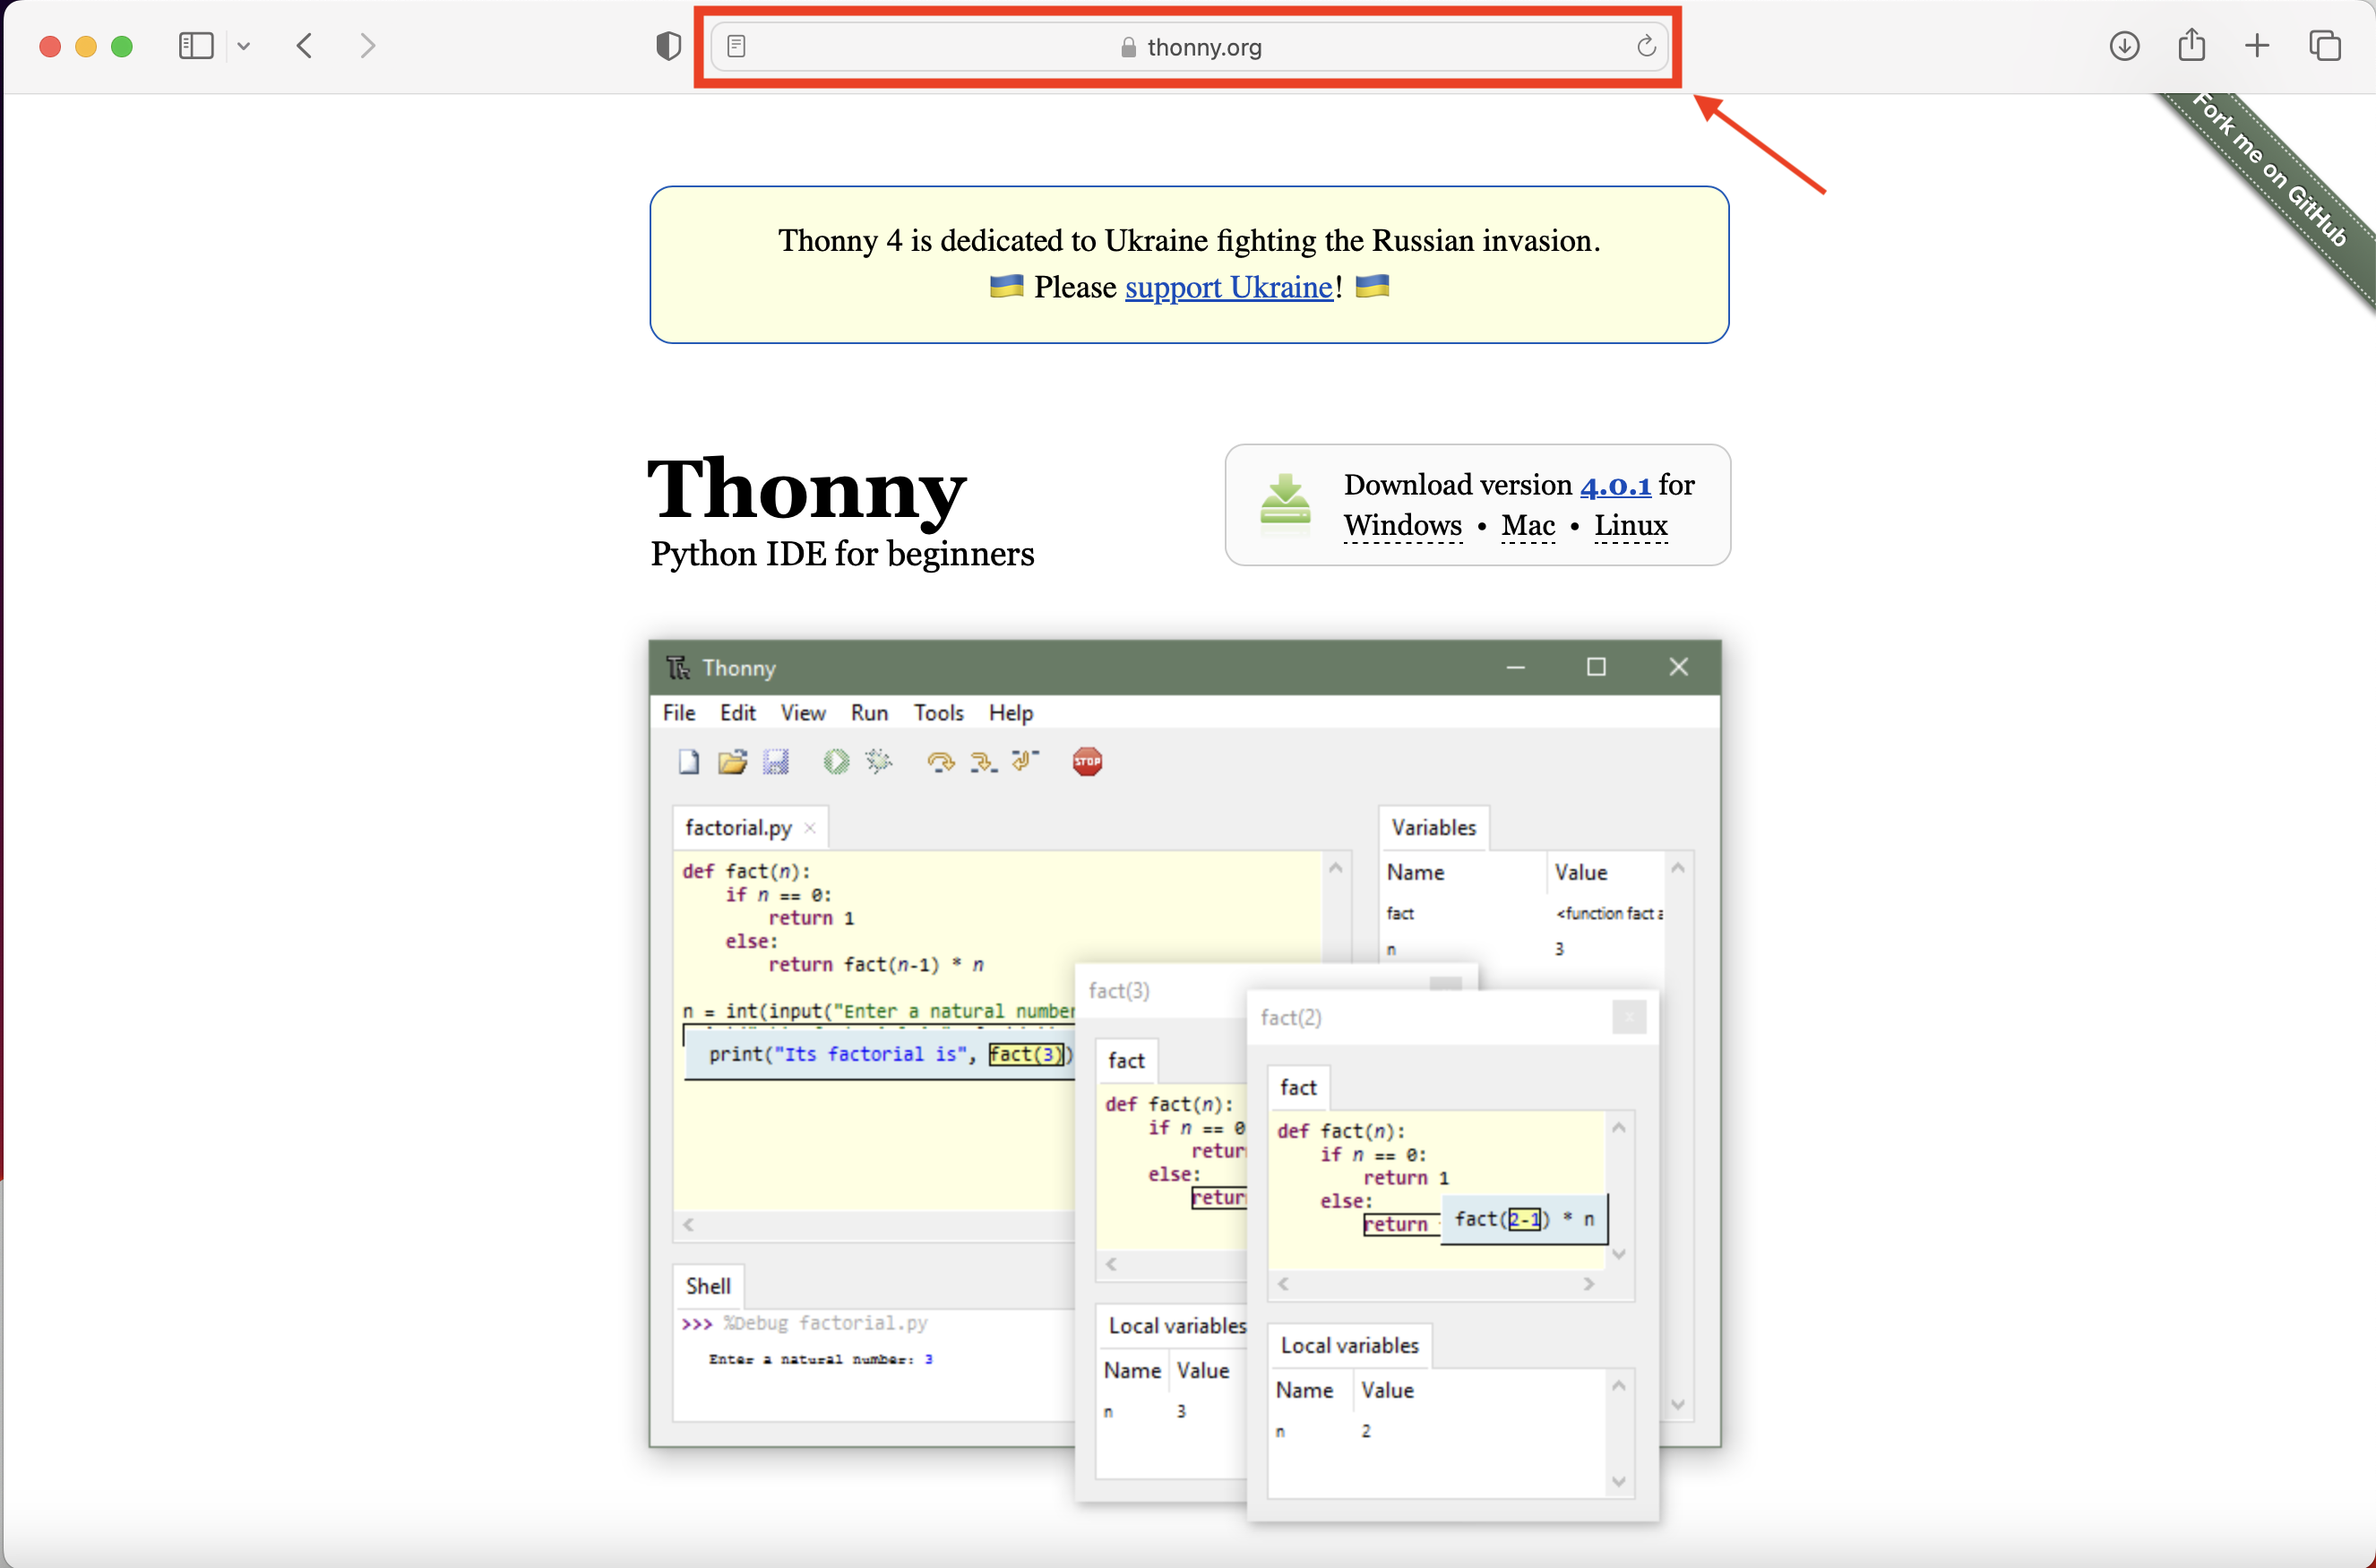 thonny.org
Fork me on GitHub
Thonny 4 is dedicated to Ukraine fighting the Russian invasion.
🇺🇦 Please support Ukraine! 🇺🇦
Thonny
Python IDE for beginners
Download version 4.0.1 for
Windows • Mac • Linux
Thonny
File Edit View Run Tools Help
STOP
factorial.py
def fact(n):
    if n == 0:
        return 1
    else:
        return fact(n-1) * n
n = int(input("Enter a natural number
print("Its factorial is", fact(3))
Variables
Name Value
fact <function fact
n 3
fact(3)
fact
def fact(n):
    if n == 0
        retur
    else:
        retur
Local variables
Name Value
n 3
fact(2)
fact
def fact(n):
    if n == 0:
        return 1
    else:
        return fact(2-1) * n
Local variables
Name Value
n 2
Shell
>>> %Debug factorial.py
Enter a natural number: 3